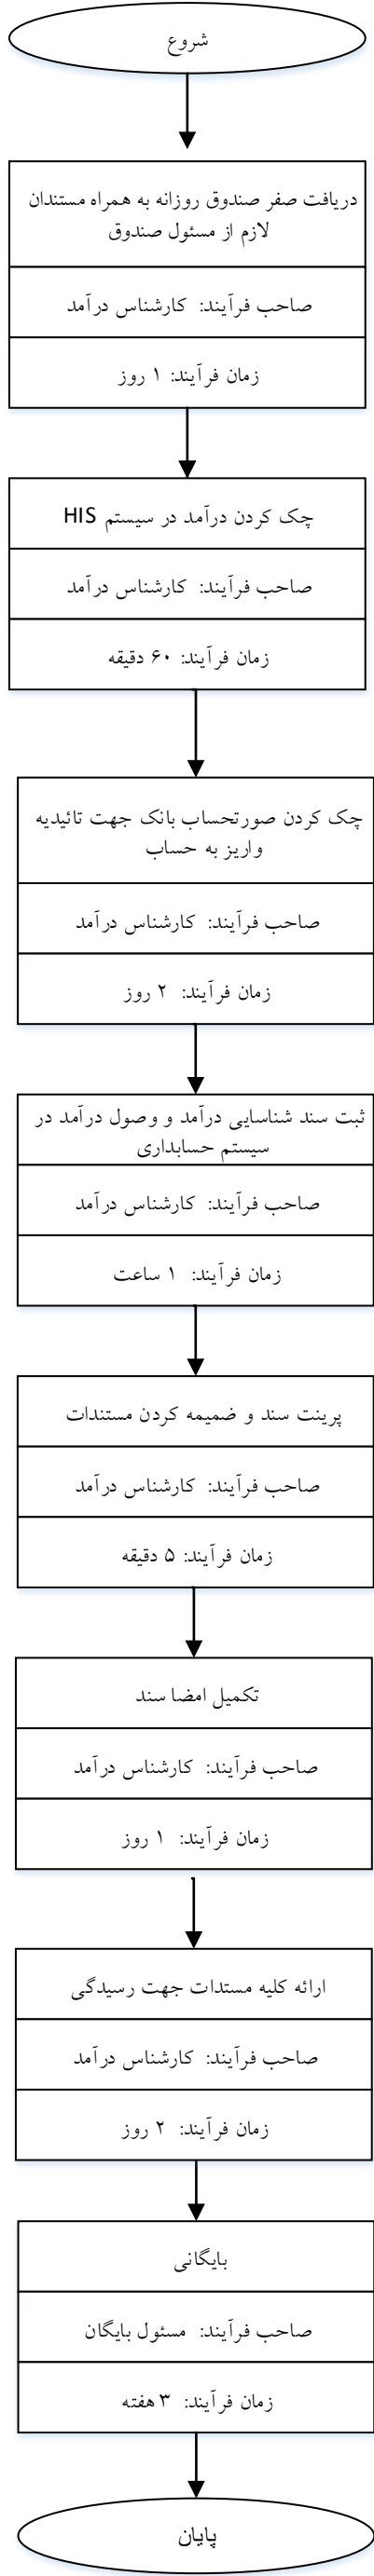 شروع
دریافت صفر صندوق روزانه به همراه مستندان
لازم از مسئول صندوق
صاحب فرآیند: کارشناس درآمد
زمان فرآیند: ۱ روز
چک کردن درآمد در سیستم HIS
صاحب فرآیند: کارشناس درآمد
زمان فرآیند: ۶۰ دقیقه
چک کردن صورتحساب بانک جهت تائیدیه
واریز به حساب
صاحب فرآیند: کارشناس درآمد
زمان فرآیند: ۲ روز
ثبت سند شناسایی درآمد و وصول درآمد در
سیستم حسابداری
صاحب فرآیند: کارشناس درآمد
زمان فرآیند: ۱ ساعت
پرینت سند و ضمیمه کردن مستندات
صاحب فرآیند: کارشناس درآمد
زمان فرآیند: ۵ دقیقه
تکمیل امضا سند
صاحب فرآیند: کارشناس درآمد
زمان فرآیند: ۱ روز
ارائه کلیه مستدات جهت رسیدگی
صاحب فرآیند: کارشناس درآمد
زمان فرآیند: ۲ روز
بایگانی
صاحب فرآیند: مسئول بایگان
زمان فرآیند: ۳ هفته
پایان